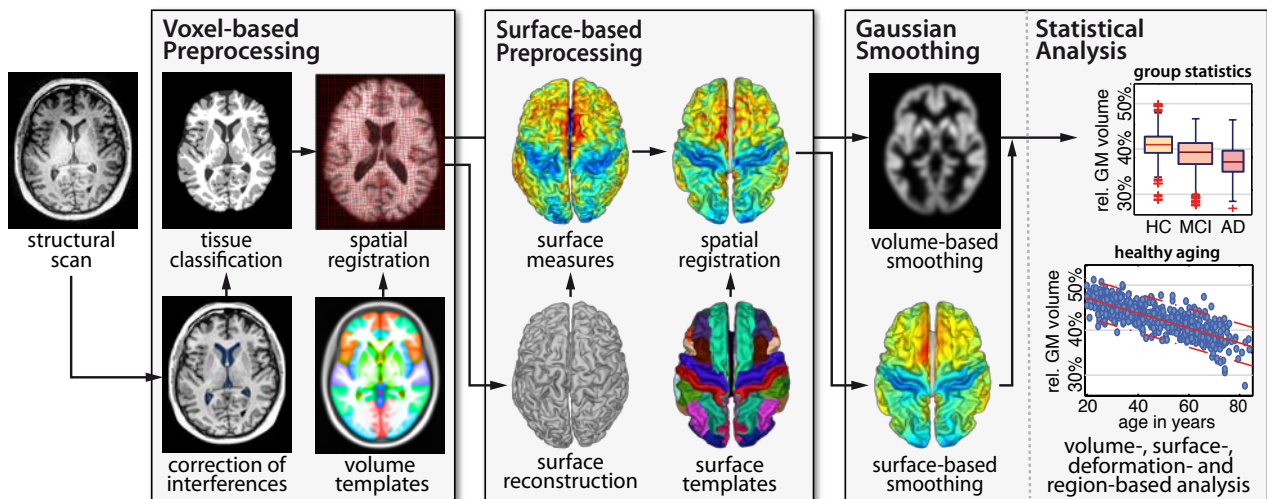 Voxel-based
Preprocessing
Surface-based
Preprocessing
Gaussian
Smoothing
Statistical
Analysis
structural
scan
tissue
classification
spatial
registration
correction of
interferences
volume
templates
surface
measures
spatial
registration
surface
reconstruction
surface
templates
volume-based
smoothing
surface-based
smoothing
group statistics
rel. GM volume
50%
40%
30%
HC MCI AD
healthy aging
rel. GM volume
50%
40%
30%
20 40 60 80
age in years
volume-, surface-,
deformation- and
region-based analysis